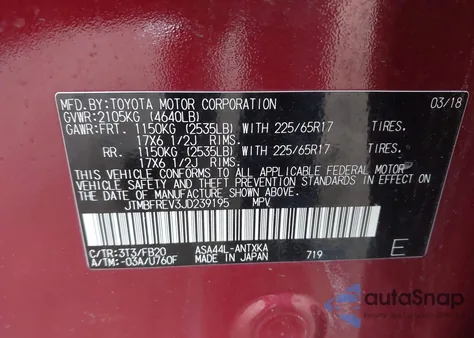 MFD.BY:TOYOTA MOTOR CORPORATION 03/18
GVWR:2105KG (4640LB)
GAWR:FRT. 1150KG (2535LB) WITH 225/65R17 TIRES.
17X6 1/2J RIMS.
RR. 1150KG (2535LB) WITH 225/65R17 TIRES.
17X6 1/2J RIMS.
THIS VEHICLE CONFORMS TO ALL APPLICABLE FEDERAL MOTOR
VEHICLE SAFETY AND THEFT PREVENTION STANDARDS IN EFFECT
ON THE DATE OF MANUFACTURE SHOWN ABOVE.
JTMBFREV3JD239195 MPV
C/TR:3T3/FB20 ASA44L-ANTXKA
A/TM:-03A/U760F MADE IN JAPAN 719 E
autoSnap